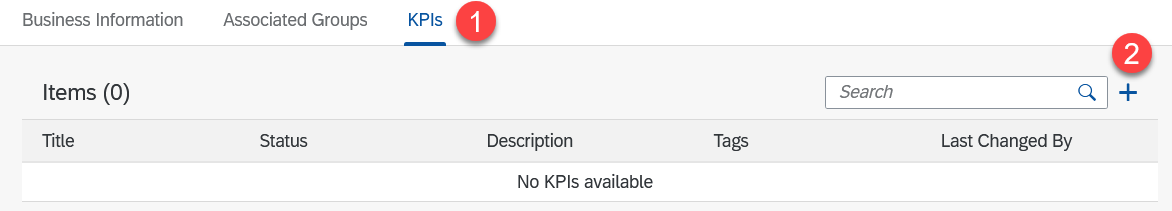 Business Information Associated Groups KPIs 1
2
Items (0) Search
Title Status Description Tags Last Changed By
No KPIs available